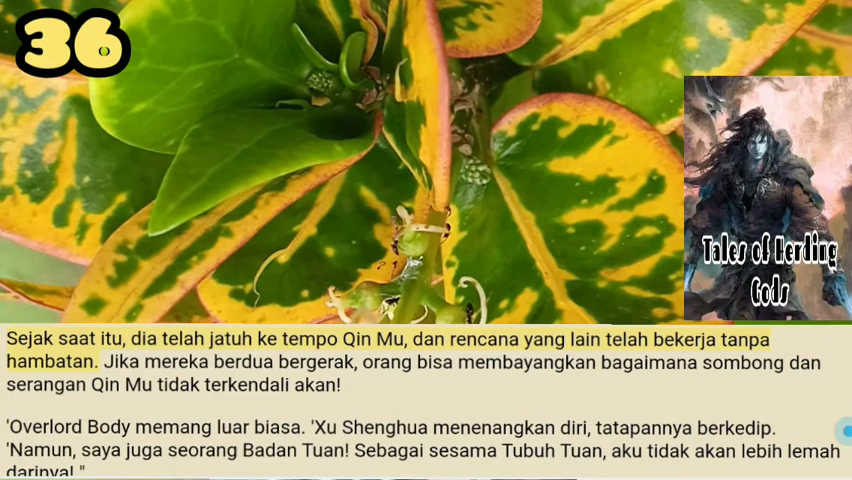 36
Tales of Herding
Gods
Sejak saat itu, dia telah jatuh ke tempo Qin Mu, dan rencana yang lain telah bekerja tanpa
hambatan. Jika mereka berdua bergerak, orang bisa membayangkan bagaimana sombong dan
serangan Qin Mu tidak terkendali akan!
'Overlord Body memang luar biasa. 'Xu Shenghua menenangkan diri, tatapannya berkedip.
'Namun, saya juga seorang Badan Tuan! Sebagai sesama Tubuh Tuan, aku tidak akan lebih lemah
darinya! "